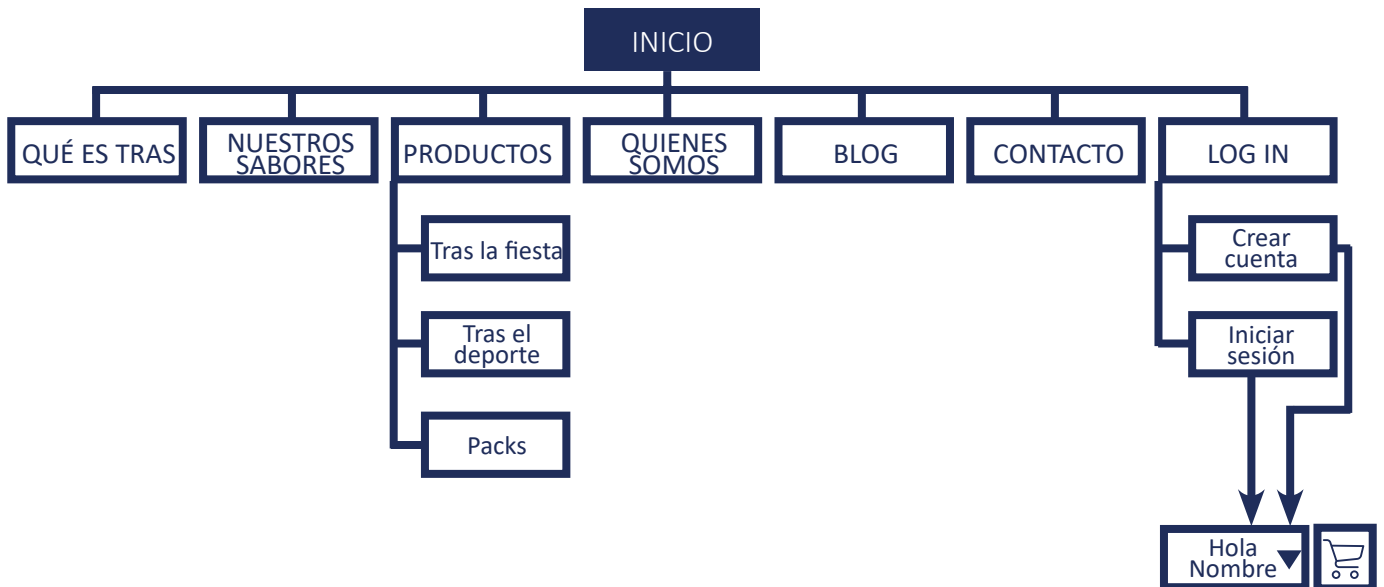 INICIO
QUÉ ES TRAS
NUESTROS
SABORES
PRODUCTOS
QUIENES
SOMOS
BLOG
CONTACTO
LOG IN
Tras la fiesta
Tras el
deporte
Packs
Crear
cuenta
Iniciar
sesión
Hola
Nombre